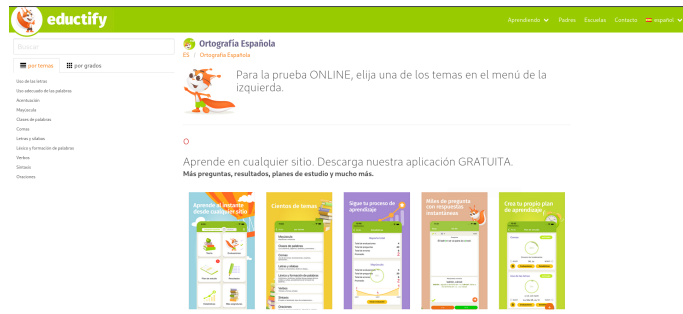 eductify
Aprendiendo Padres Escuelas Contacto español
Buscar
por temas por grados
Uso de las letras
Uso adecuado de las palabras
Acentuación
Mayúscula
Clases de palabras
Comas
Letras y sílabas
Léxico y formación de palabras
Verbos
Sintaxis
Oraciones
Ortografía Española
ES / Ortografía Española
Para la prueba ONLINE, elija una de los temas en el menú de la
izquierda.
O
Aprende en cualquier sitio. Descarga nuestra aplicación GRATUITA.
Más preguntas, resultados, planes de estudio y mucho más.
Aprende al instante
desde cualquier sitio
Cientos de temas
Sigue tu proceso de
aprendizaje
Miles de pregunta
con respuestas
instantáneas
Crea tu propio plan
de aprendizaje